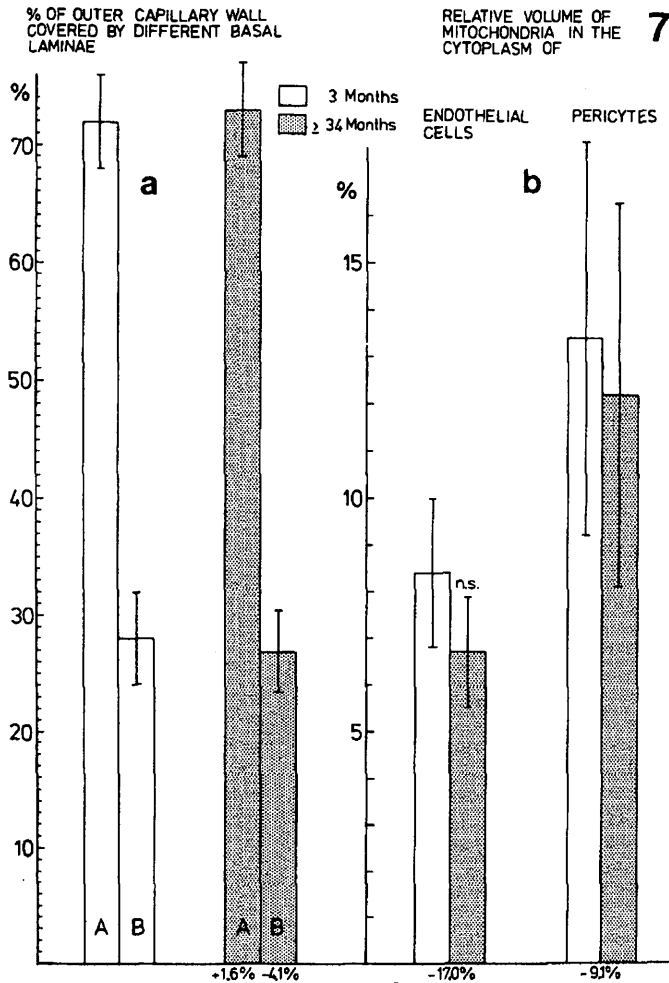 % OF OUTER CAPILLARY WALL
COVERED BY DIFFERENT BASAL
LAMINAE
RELATIVE VOLUME OF
MITOCHONDRIA IN THE
CYTOPLASM OF
7
%
70
60
50
40
30
20
10
a
3 Months
≥ 34 Months
ENDOTHELIAL
CELLS
PERICYTES
%
b
15
10
5
n.s.
A B
A B
+1,6% -4,1%
-17,0%
-9,1%